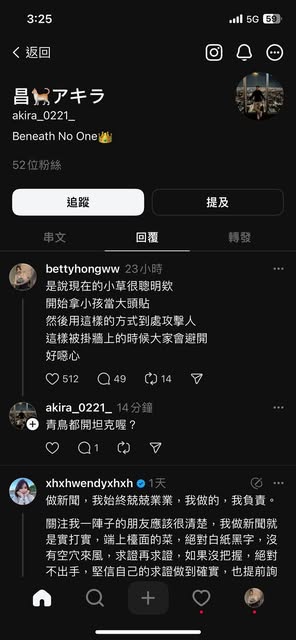 3:25
5G 59
返回
昌🐈アキラ
akira_0221_
Beneath No One👑
52位粉絲
追蹤
提及
串文
回覆
轉發
bettyhongww 23小時
是說現在的小草很聰明欸
開始拿小孩當大頭貼
然後用這樣的方式到處攻擊人
這樣被掛牆上的時候大家會避開
好噁心
512 49 14
akira_0221_ 14分鐘
青鳥都開坦克喔？
1
xhxhwendyxhxh 1天
做新聞，我始終兢兢業業，我做的，我負責。
關注我一陣子的朋友應該很清楚，我做新聞就
是實打實，端上檯面的菜，絕對白紙黑字，沒
有空穴來風，求證再求證，如果沒把握，絕對
不出手，堅信自己的求證做到確實，也提前詢